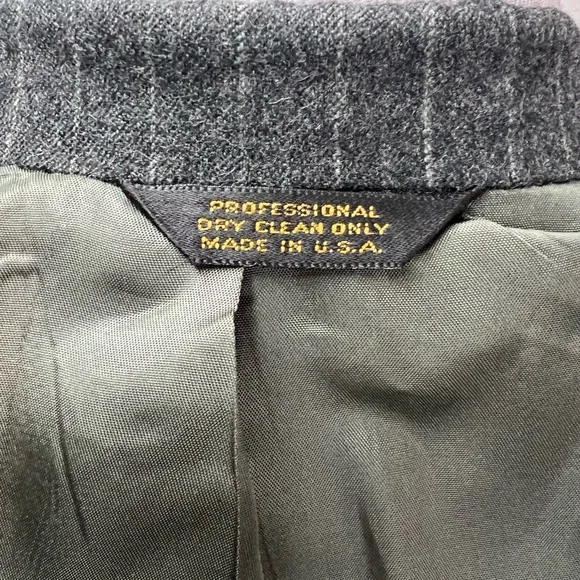 PROFESSIONAL
DRY CLEAN ONLY
MADE IN U.S.A.